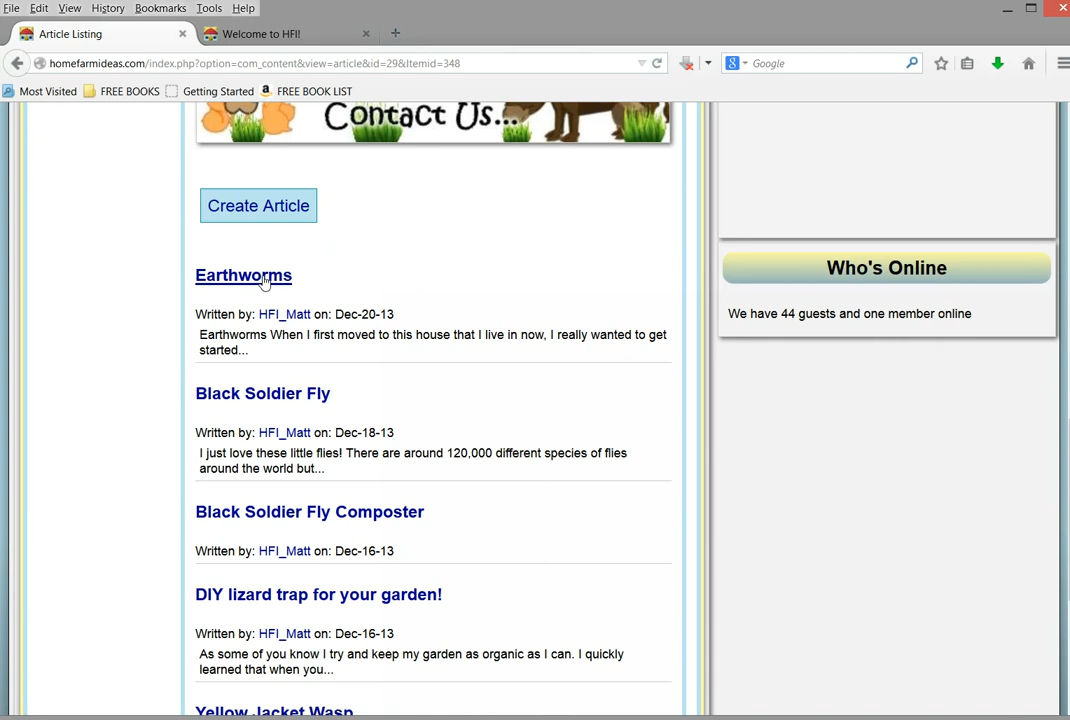 File Edit View History Bookmarks Tools Help
Article Listing Welcome to HFI!
homefarmideas.com/index.php?option=com_content&view=article&id=29&Itemid=348 Google
Most Visited FREE BOOKS Getting Started FREE BOOK LIST
Contact Us...
Create Article
Earthworms
Written by: HFI_Matt on: Dec-20-13
Earthworms When I first moved to this house that I live in now, I really wanted to get
started...
Black Soldier Fly
Written by: HFI_Matt on: Dec-18-13
I just love these little flies! There are around 120,000 different species of flies
around the world but...
Black Soldier Fly Composter
Written by: HFI_Matt on: Dec-16-13
DIY lizard trap for your garden!
Written by: HFI_Matt on: Dec-16-13
As some of you know I try and keep my garden as organic as I can. I quickly
learned that when you...
Yellow Jacket Wasp
Who's Online
We have 44 guests and one member online